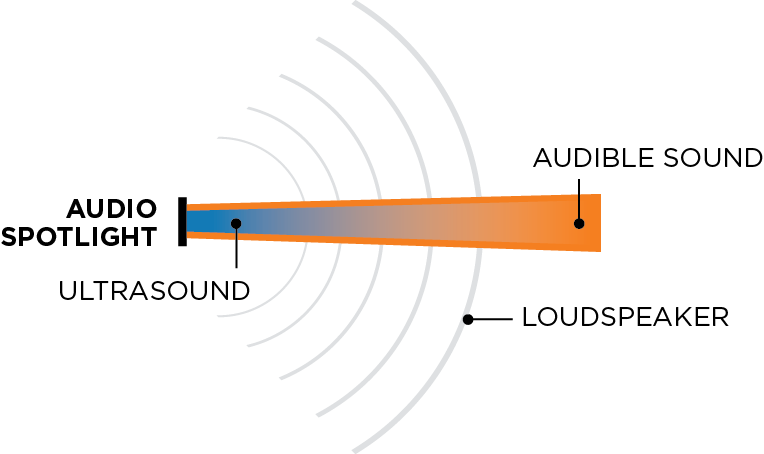 AUDIBLE SOUND
AUDIO
SPOTLIGHT
ULTRASOUND
LOUDSPEAKER